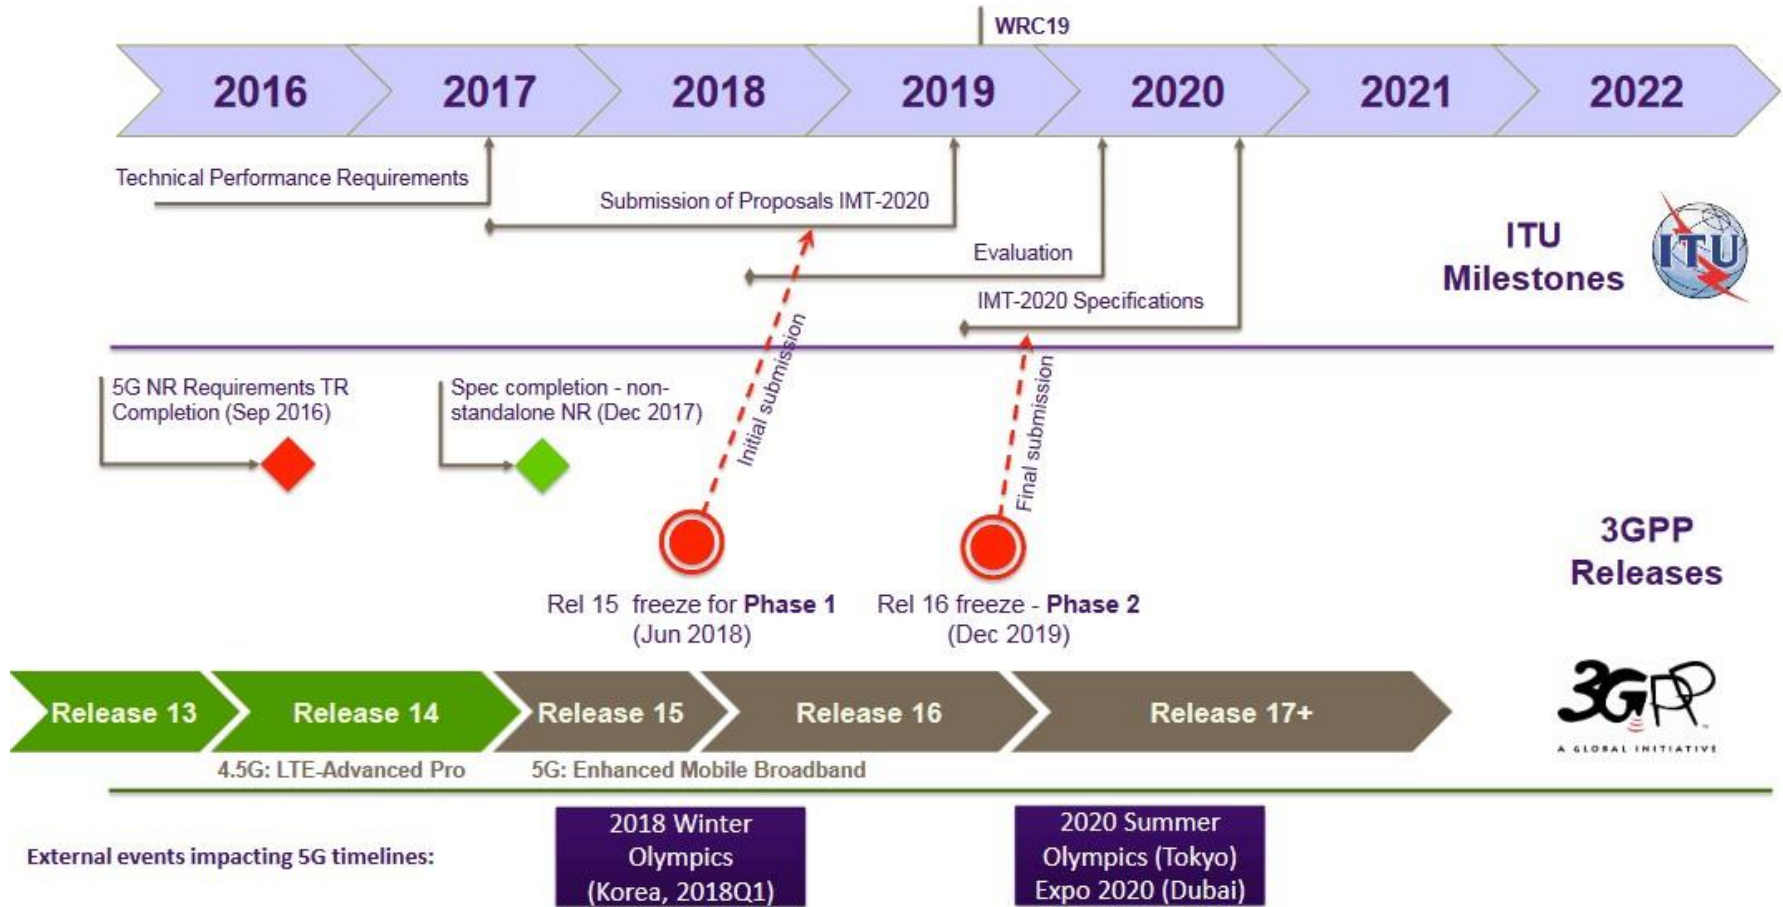 WRC19
2016
2017
2018
2019
2020
2021
2022
Technical Performance Requirements
Submission of Proposals IMT-2020
Evaluation
IMT-2020 Specifications
ITU
Milestones
ITU
5G NR Requirements TR
Completion (Sep 2016)
Spec completion - non-
standalone NR (Dec 2017)
Initial submission
Final submission
Rel 15 freeze for Phase 1
(Jun 2018)
Rel 16 freeze - Phase 2
(Dec 2019)
3GPP
Releases
Release 13
Release 14
Release 15
Release 16
Release 17+
3GPP
TM
A GLOBAL INITIATIVE
4.5G: LTE-Advanced Pro
5G: Enhanced Mobile Broadband
External events impacting 5G timelines:
2018 Winter
Olympics
(Korea, 2018Q1)
2020 Summer
Olympics (Tokyo)
Expo 2020 (Dubai)